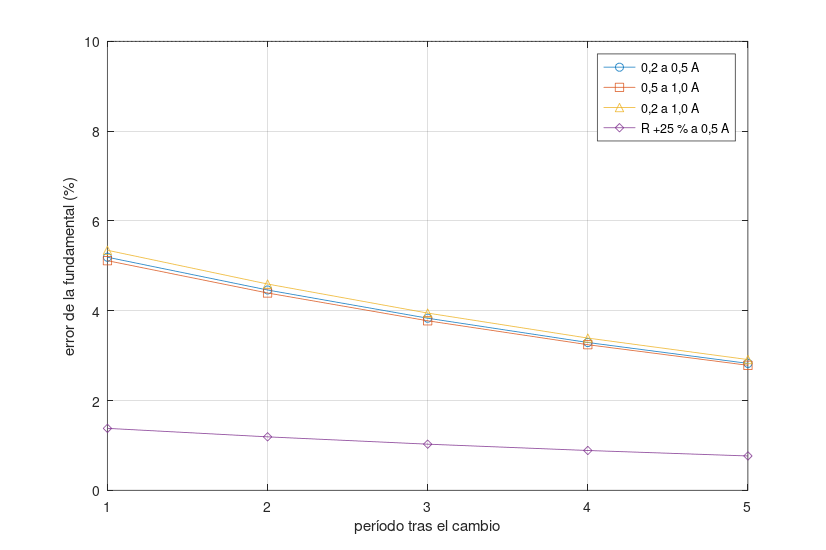 10
8
6
4
2
0
error de la fundamental (%)
0,2 a 0,5 A
0,5 a 1,0 A
0,2 a 1,0 A
R +25 % a 0,5 A
1 2 3 4 5
período tras el cambio